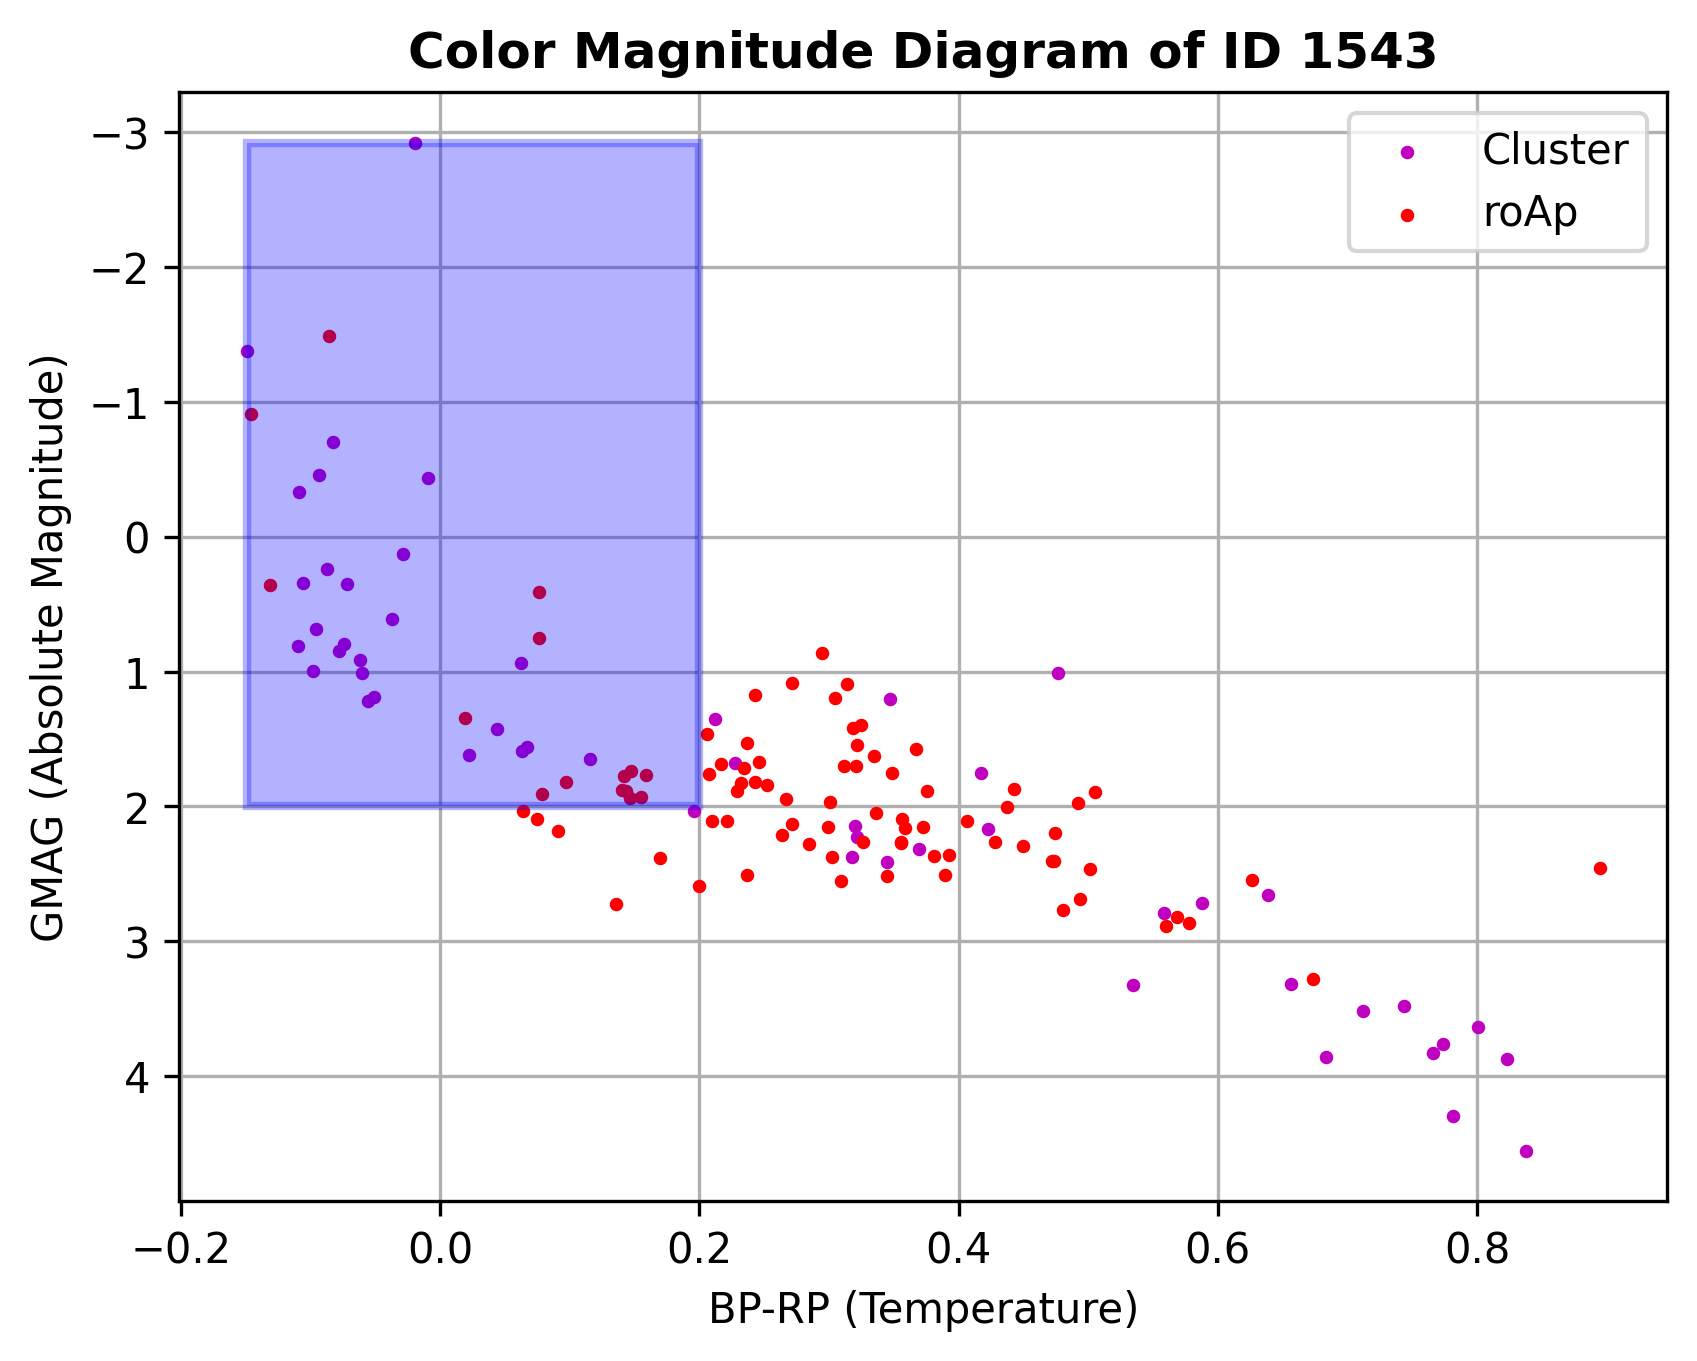 Color Magnitude Diagram of ID 1543
Cluster
roAp
GMAG (Absolute Magnitude)
−3
−2
−1
0
1
2
3
4
−0.2 0.0 0.2 0.4 0.6 0.8
BP-RP (Temperature)